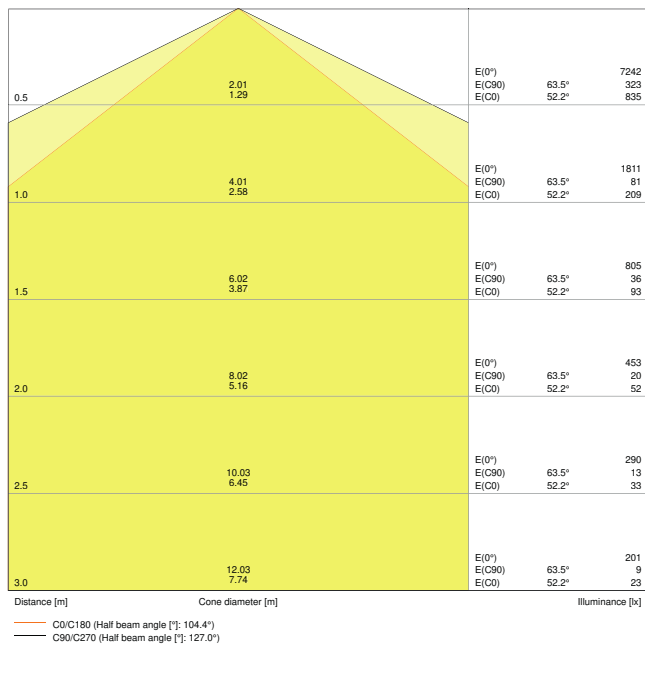 E(0°) 7242
2.01 E(C90) 63.5° 323
0.5 1.29 E(C0) 52.2° 835
E(0°) 1811
4.01 E(C90) 63.5° 81
1.0 2.58 E(C0) 52.2° 209
E(0°) 805
6.02 E(C90) 63.5° 36
1.5 3.87 E(C0) 52.2° 93
E(0°) 453
8.02 E(C90) 63.5° 20
2.0 5.16 E(C0) 52.2° 52
E(0°) 290
10.03 E(C90) 63.5° 13
2.5 6.45 E(C0) 52.2° 33
E(0°) 201
12.03 E(C90) 63.5° 9
3.0 7.74 E(C0) 52.2° 23
Distance [m] Cone diameter [m] Illuminance [lx]
C0/C180 (Half beam angle [°]: 104.4°)
C90/C270 (Half beam angle [°]: 127.0°)